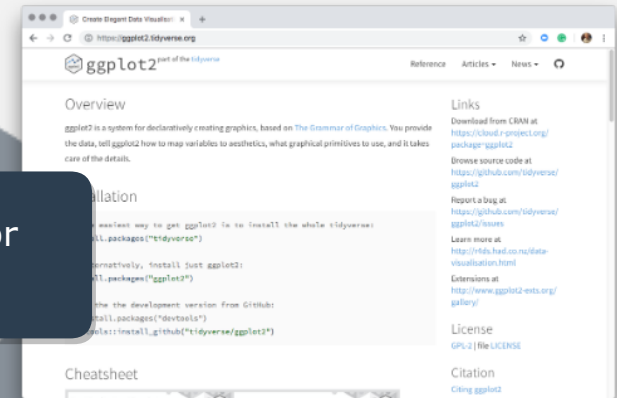 Create Elegant Data Visualisati
https://ggplot2.tidyverse.org
ggplot2 part of the tidyverse
Reference Articles News
Overview
ggplot2 is a system for declaratively creating graphics, based on The Grammar of Graphics. You provide
the data, tell ggplot2 how to map variables to aesthetics, what graphical primitives to use, and it takes
care of the details.
or
allation
easiest way to get ggplot2 is to install the whole tidyverse:
all.packages("tidyverse")
ternatively, install just ggplot2:
all.packages("ggplot2")
the the development version from GitHub:
tall.packages("devtools")
ools::install_github("tidyverse/ggplot2")
Cheatsheet
Links
Download from CRAN at
https://cloud.r-project.org/
package=ggplot2
Browse source code at
https://github.com/tidyverse/
ggplot2
Report a bug at
https://github.com/tidyverse/
ggplot2/issues
Learn more at
http://r4ds.had.co.nz/data-
visualisation.html
Extensions at
http://www.ggplot2-exts.org/
gallery/
License
GPL-2 | file LICENSE
Citation
Citing ggplot2